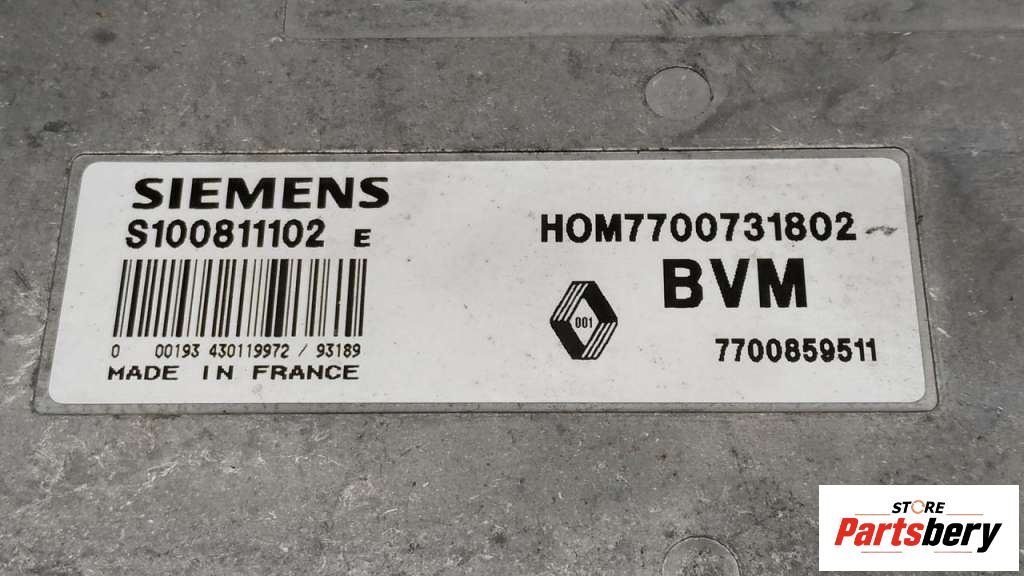 SIEMENS
S100811102 E
0 00193 430119972 / 93189
MADE IN FRANCE
HOM7700731802
BVM
001
7700859511
STORE
Partsbery